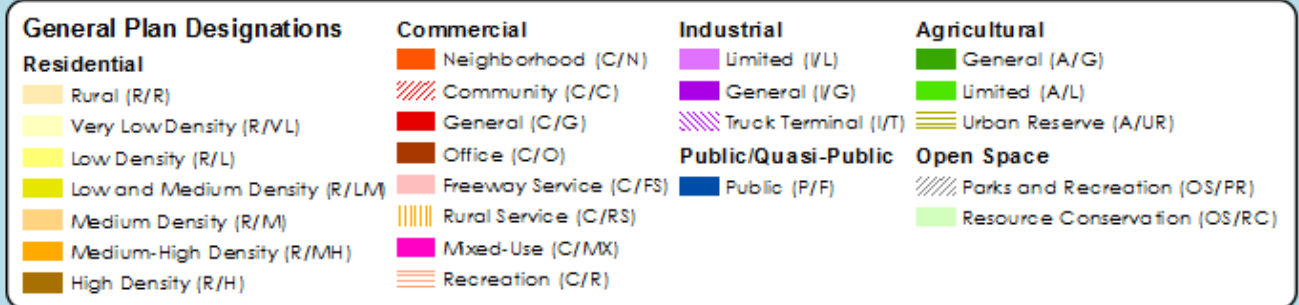 General Plan Designations
Residential
Rural (R/R)
Very Low Density (R/VL)
Low Density (R/L)
Low and Medium Density (R/LM)
Medium Density (R/M)
Medium-High Density (R/MH)
High Density (R/H)
Commercial
Neighborhood (C/N)
Community (C/C)
General (C/G)
Office (C/O)
Freeway Service (C/FS)
Rural Service (C/RS)
Mixed-Use (C/MX)
Recreation (C/R)
Industrial
Limited (I/L)
General (I/G)
Truck Terminal (I/T)
Public/Quasi-Public
Public (P/F)
Agricultural
General (A/G)
Limited (A/L)
Urban Reserve (A/UR)
Open Space
Parks and Recreation (OS/PR)
Resource Conservation (OS/RC)